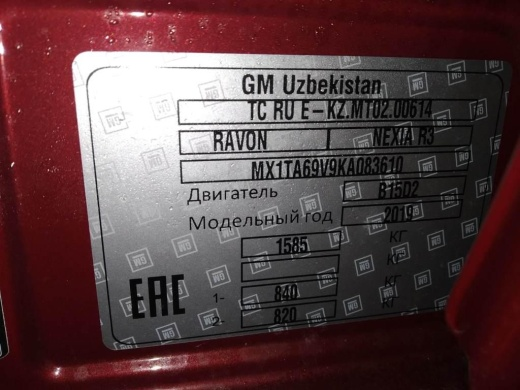 GM Uzbekistan
TC RU E-KZ.MT02.00614
RAVON NEXIA R3
MX1TA69V9KA083610
Двигатель B15D2
Модельный год 2019
1585 КГ
КГ
1- 840 КГ
2- 820 КГ
EAC